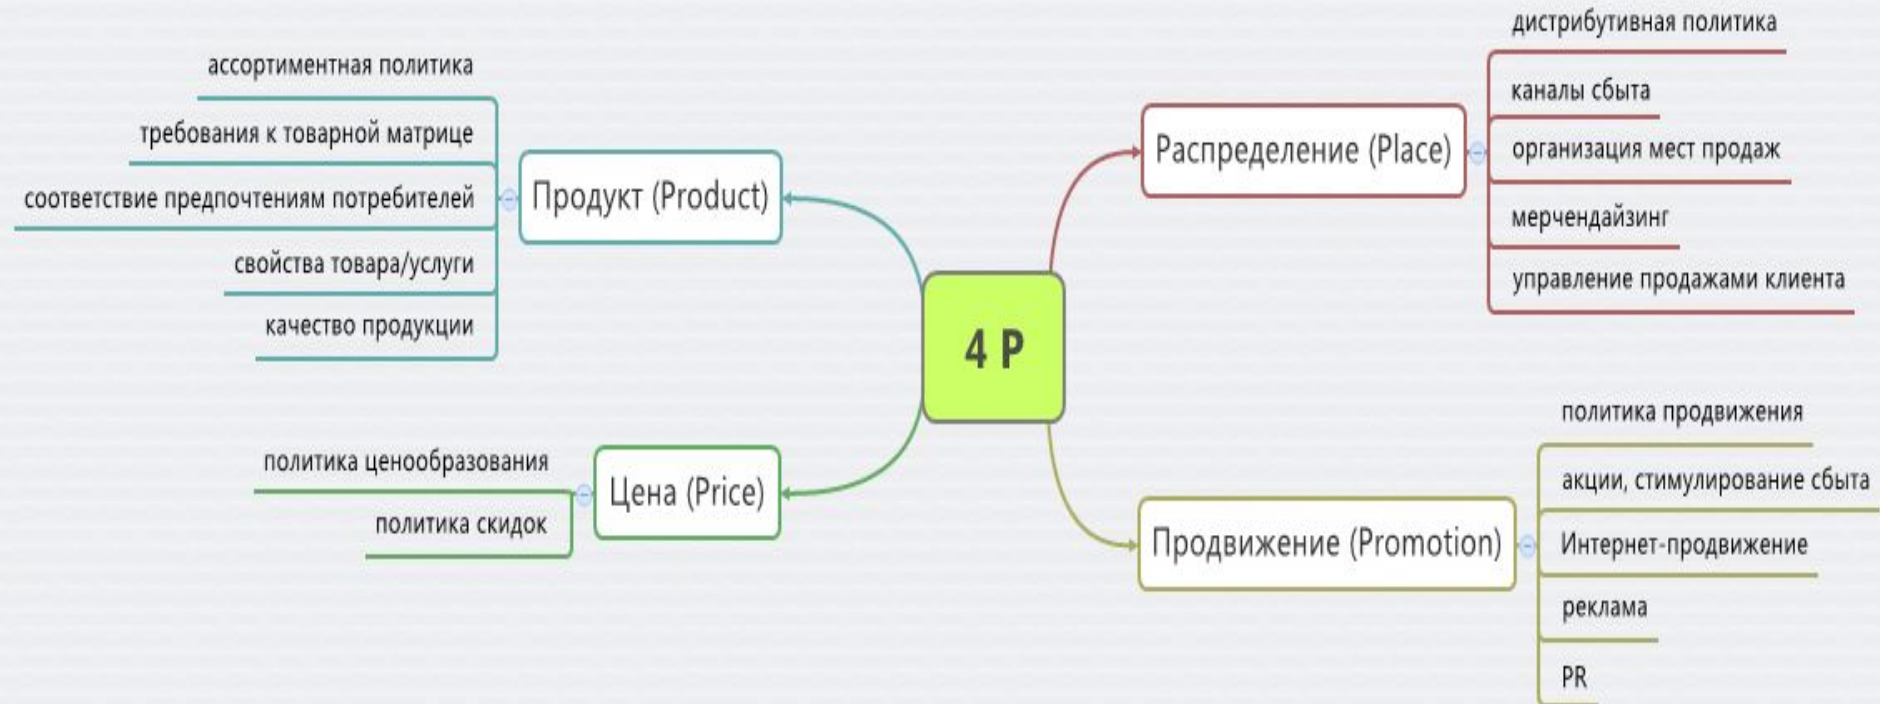 ассортиментная политика
требования к товарной матрице
соответствие предпочтениям потребителей
свойства товара/услуги
качество продукции
Продукт (Product)
политика ценообразования
политика скидок
Цена (Price)
4 P
Распределение (Place)
дистрибутивная политика
каналы сбыта
организация мест продаж
мерчендайзинг
управление продажами клиента
Продвижение (Promotion)
политика продвижения
акции, стимулирование сбыта
Интернет-продвижение
реклама
PR